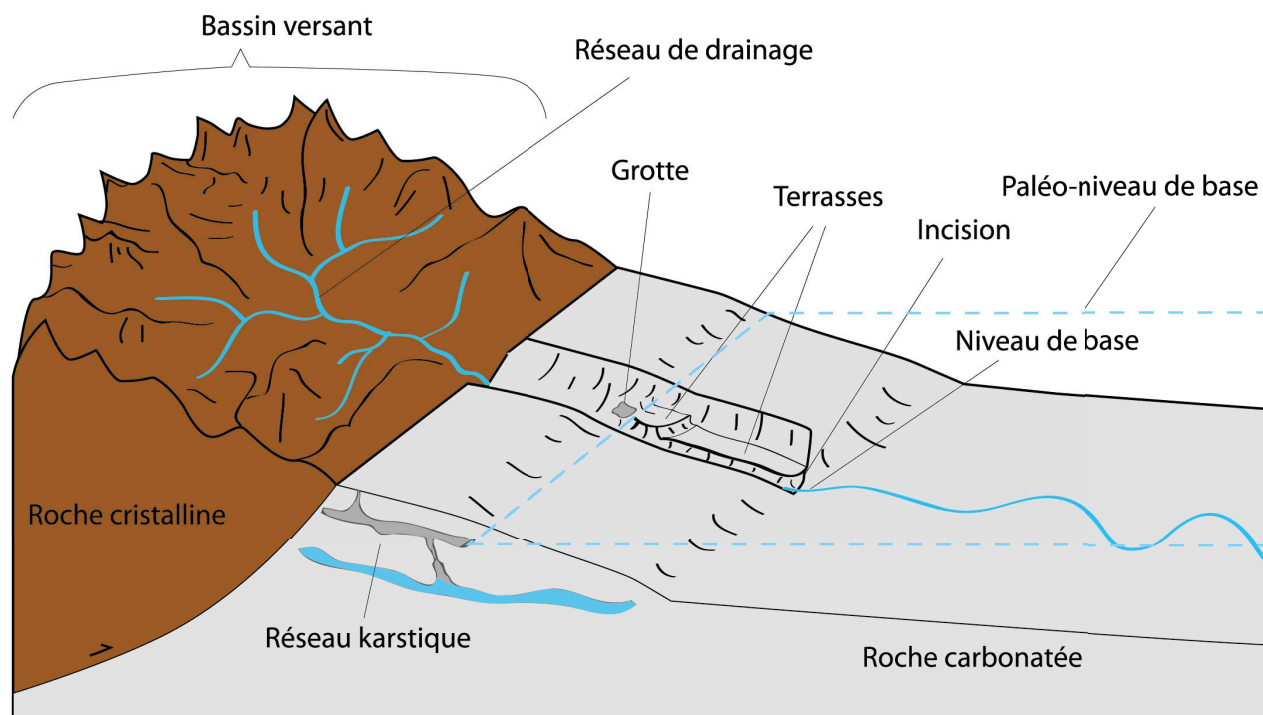 Bassin versant
Réseau de drainage
Grotte
Terrasses
Paléo-niveau de base
Incision
Niveau de base
Roche cristalline
Réseau karstique
Roche carbonatée